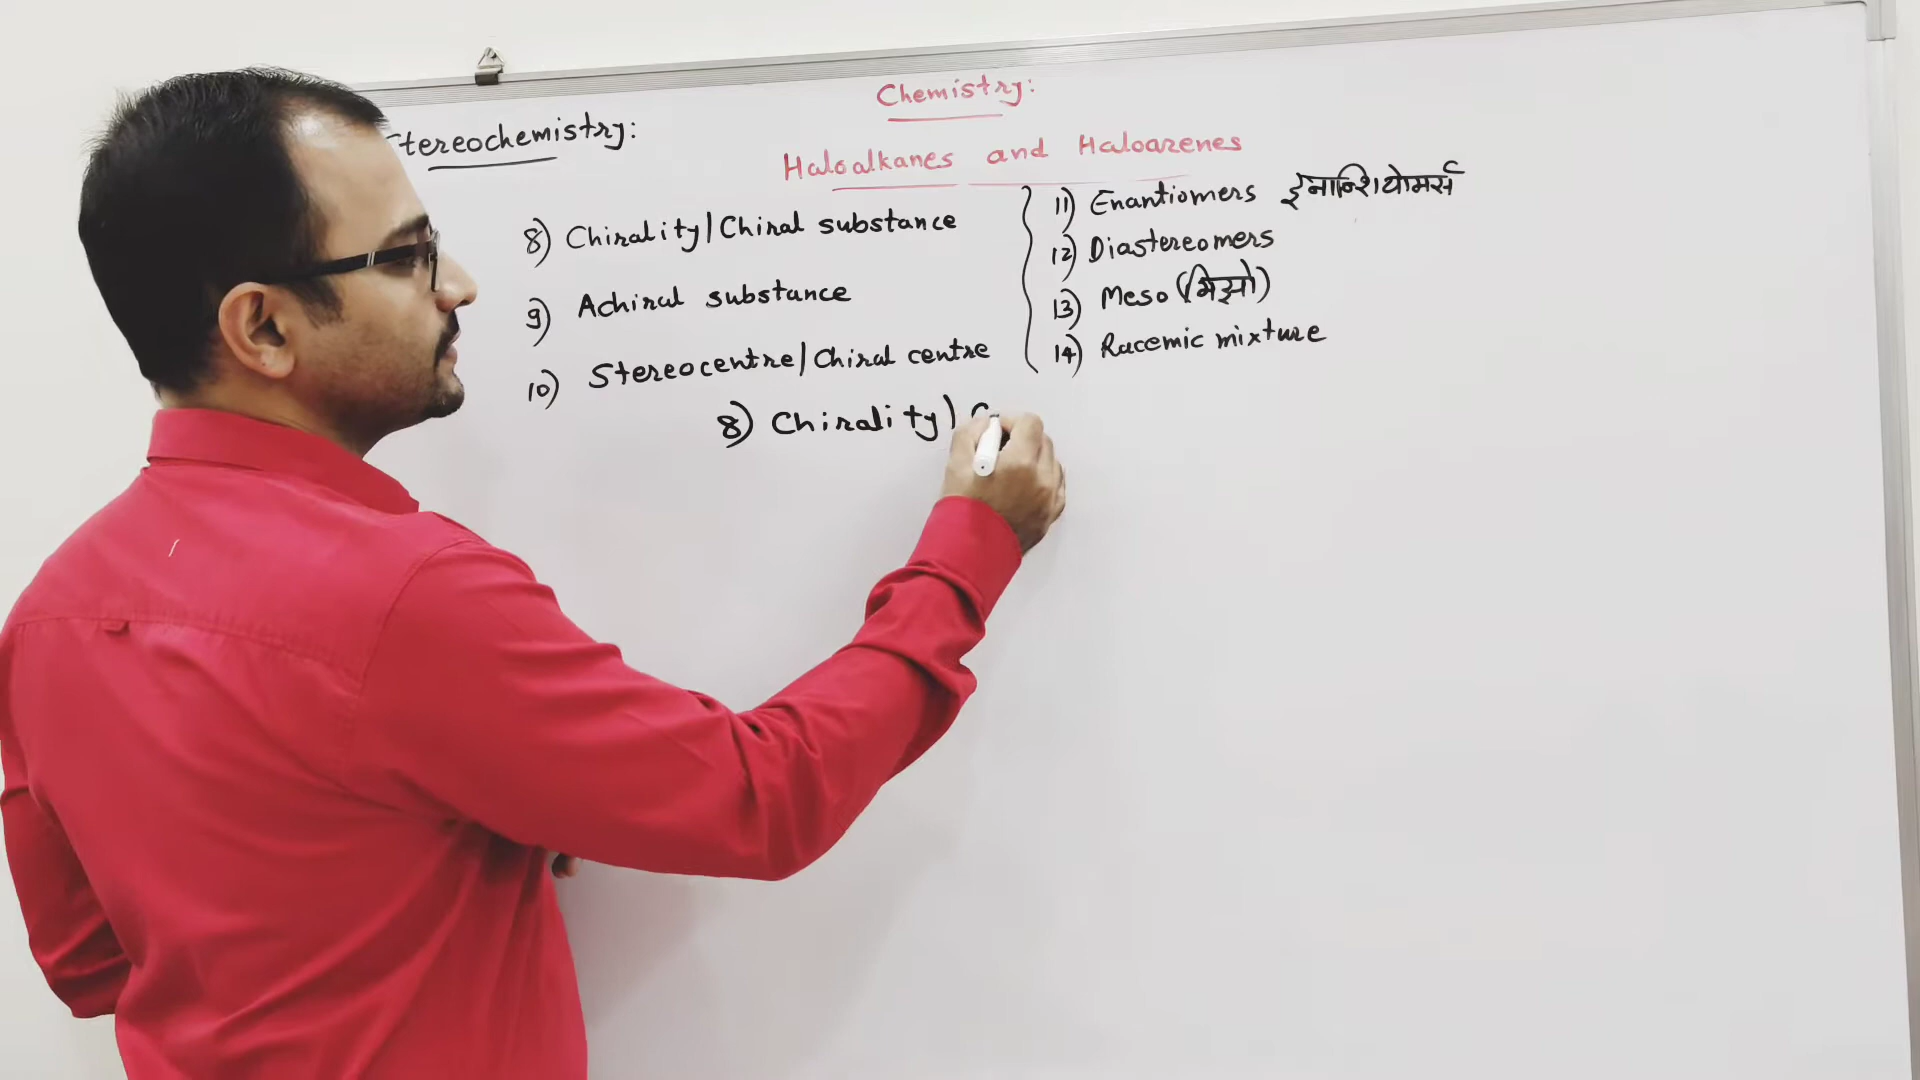 Chemistry:
Stereochemistry:
Haloalkanes and Haloarenes
8) Chirality/Chiral substance
9) Achiral substance
10) Stereocentre/Chiral centre
11) Enantiomers इनान्शियोमर्स
12) Diastereomers
13) Meso (मिझो)
14) Racemic mixture
8) Chirality/C